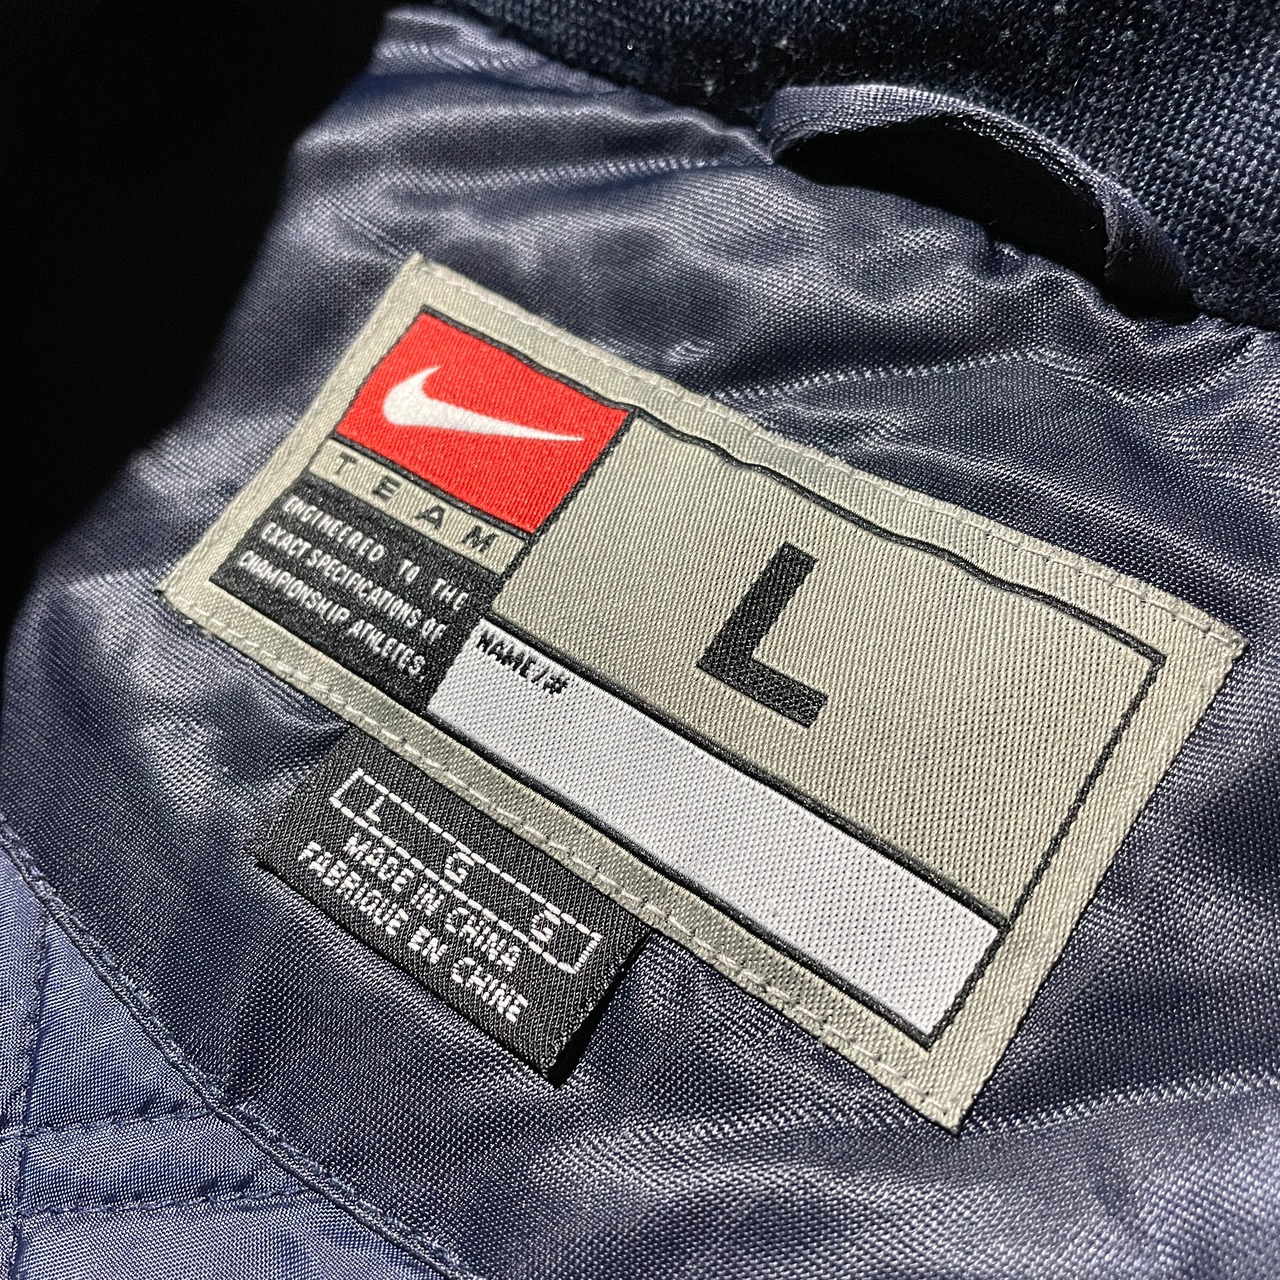 TEAM
ENGINEERED TO THE
EXACT SPECIFICATIONS OF
CHAMPIONSHIP ATHLETES
L
NAME/#
L G G
MADE IN CHINA
FABRIQUE EN CHINE